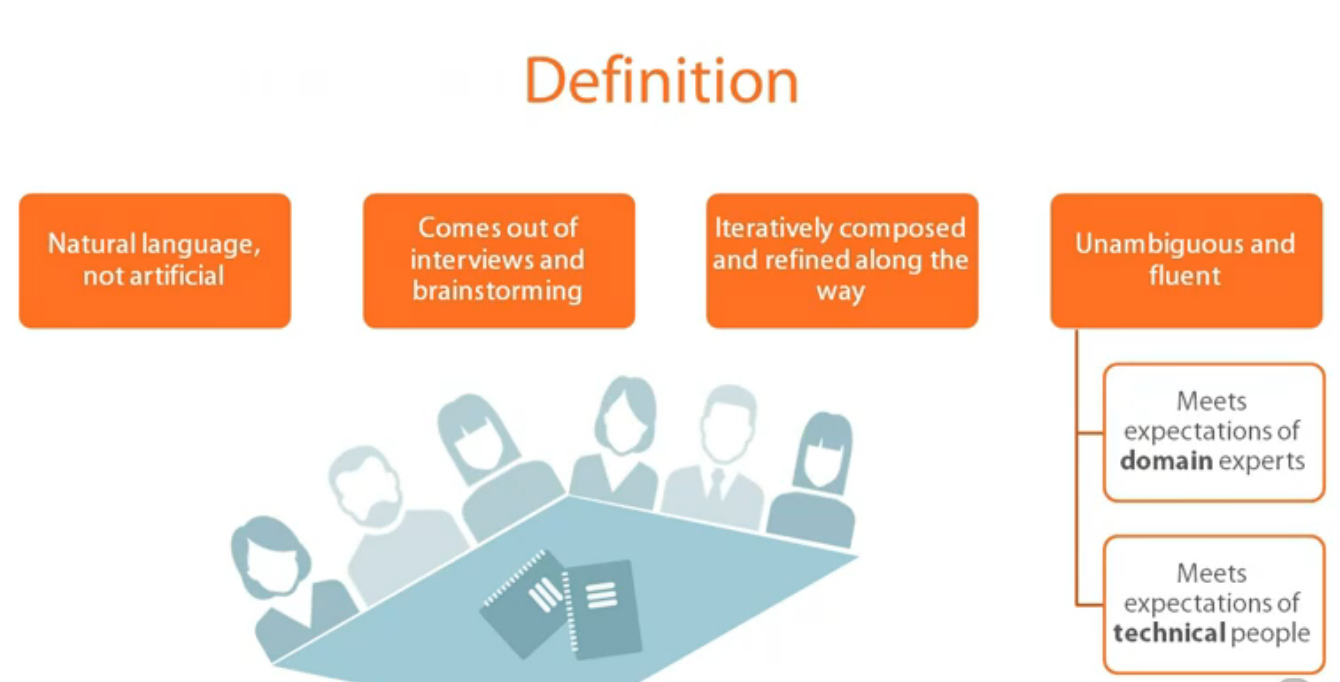 Definition
Natural language,
not artificial
Comes out of
interviews and
brainstorming
Iteratively composed
and refined along the
way
Unambiguous and
fluent
Meets
expectations of
domain experts
Meets
expectations of
technical people